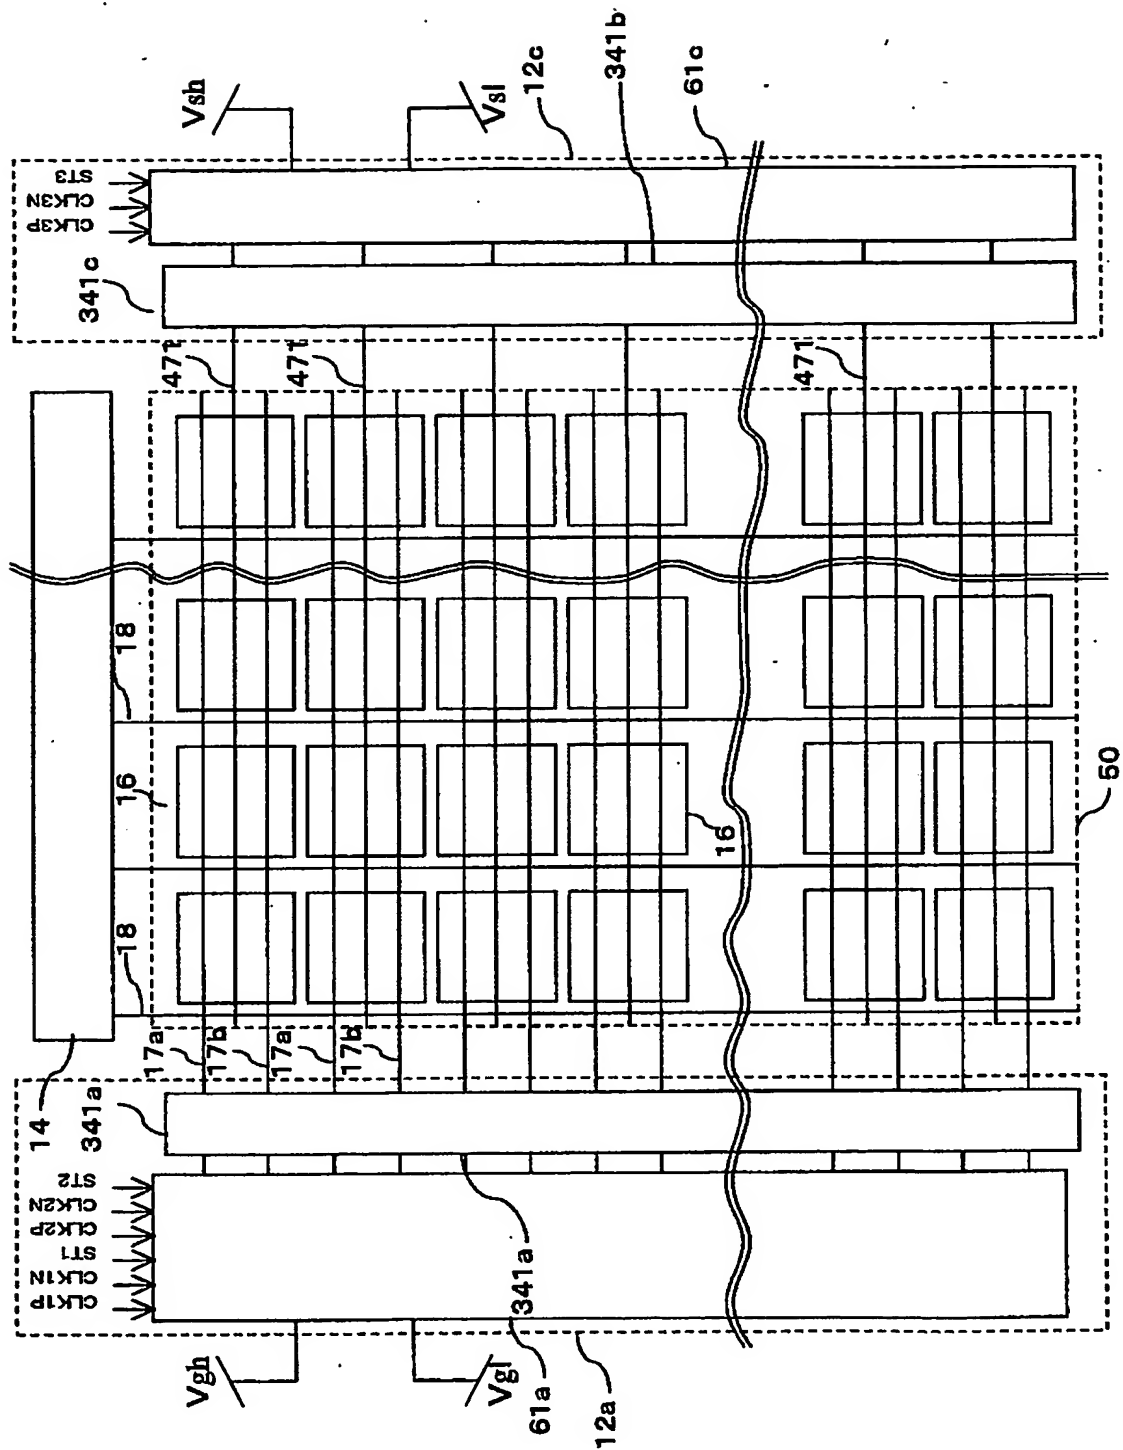 Vsh
Vsl
12c
341b
61c
ST3
CLK3N
CLK3P
341c
471
471
471
18
16
16
18
50
17a
17b
17a
17b
14
341a
ST2
CLK2N
CLK2P
ST1
CLK1N
CLK1P
341a
Vgh
Vgl
61a
12a